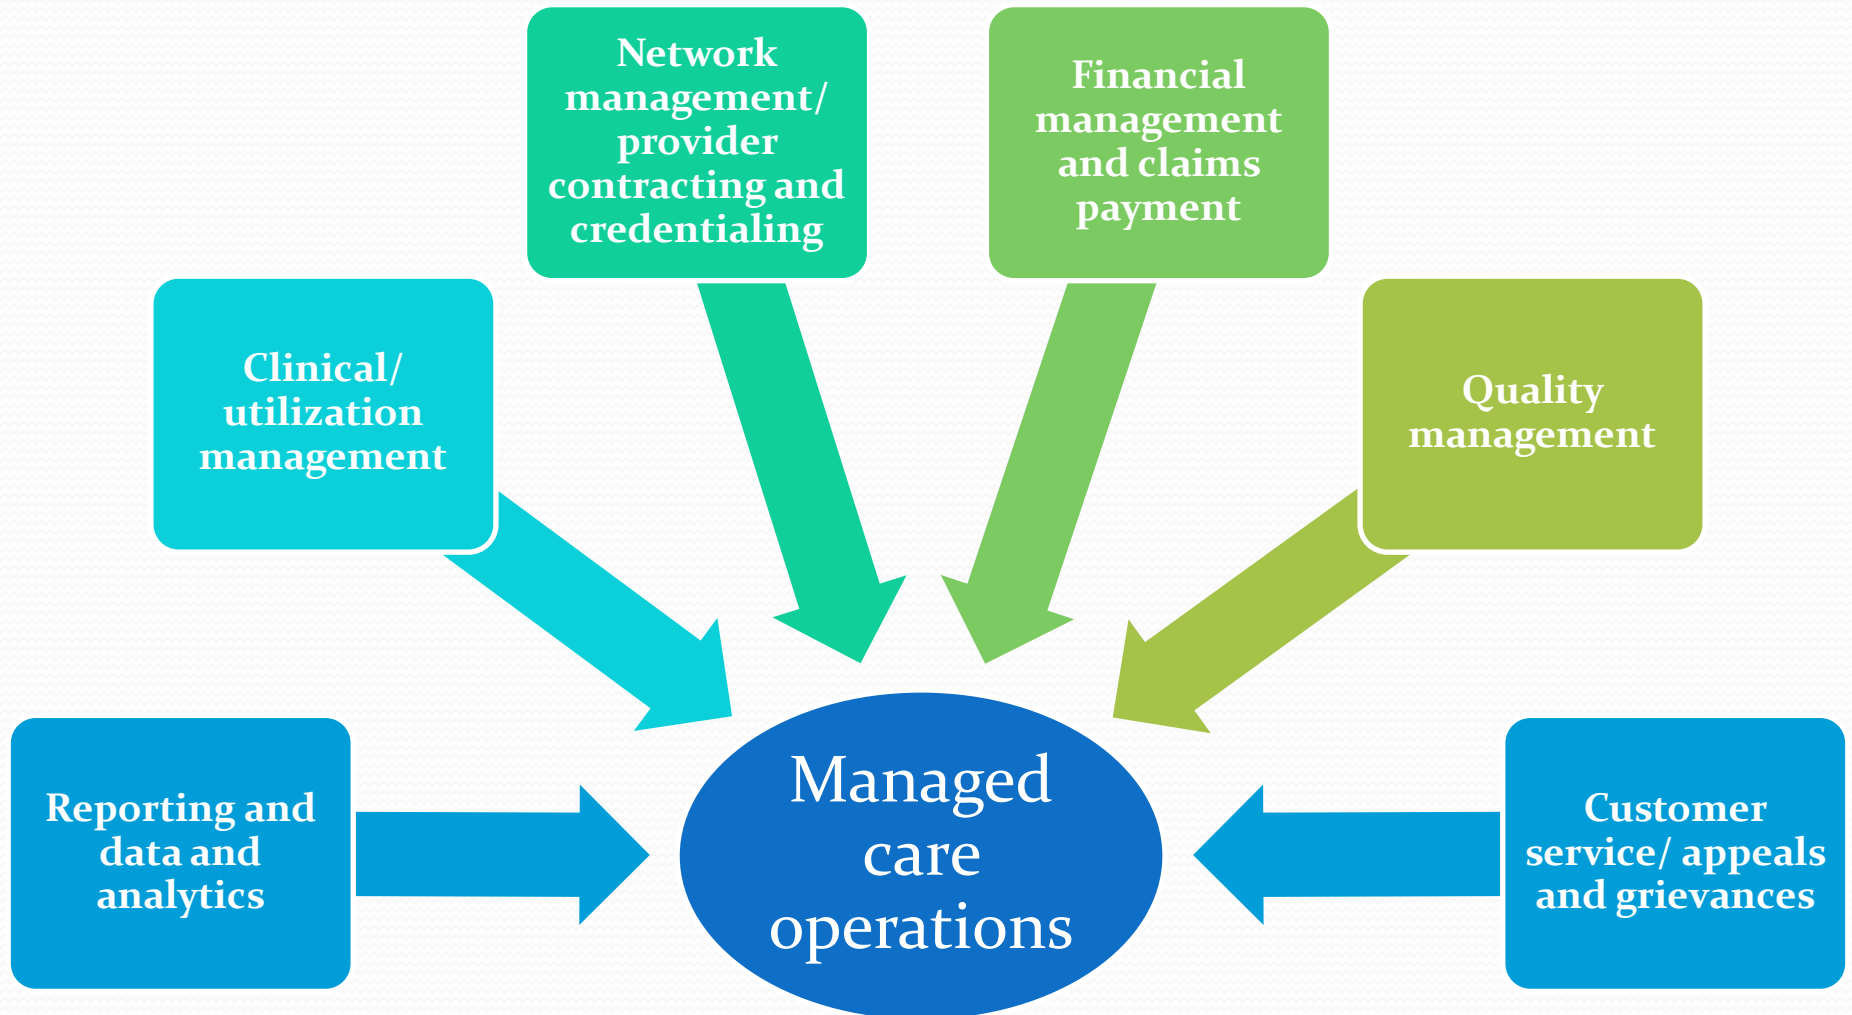 Network
management/
provider
contracting and
credentialing
Financial
management
and claims
payment
Clinical/
utilization
management
Quality
management
Reporting and
data and
analytics
Managed
care
operations
Customer
service/ appeals
and grievances